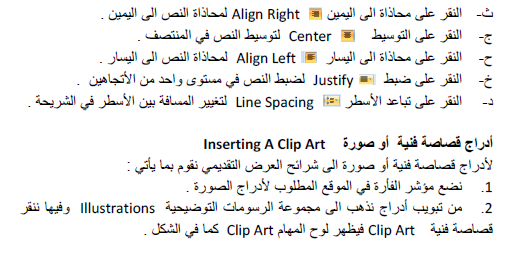 ث- النقر على محاذاة الى اليمين Align Right لمحاذاة النص الى اليمين .
ج- النقر على التوسيط Center لتوسيط النص في المنتصف .
ح- النقر على محاذاة الى اليسار Align Left لمحاذاة النص الى اليسار .
خ- النقر على ضبط Justify لضبط النص في مستوى واحد من الأتجاهين .
د- النقر على تباعد الأسطر Line Spacing لتغيير المسافة بين الأسطر في الشريحة .
أدراج قصاصة فنية أو صورة Inserting A Clip Art
لأدراج قصاصة فنية أو صورة الى شرائح العرض التقديمي نقوم بما يأتي :
1. نضع مؤشر الفأرة في الموقع المطلوب لأدراج الصورة .
2. من تبويب أدراج نذهب الى مجموعة الرسومات التوضيحية Illustrations وفيها ننقر
قصاصة فنية Clip Art فيظهر لوح المهام Clip Art كما في الشكل .